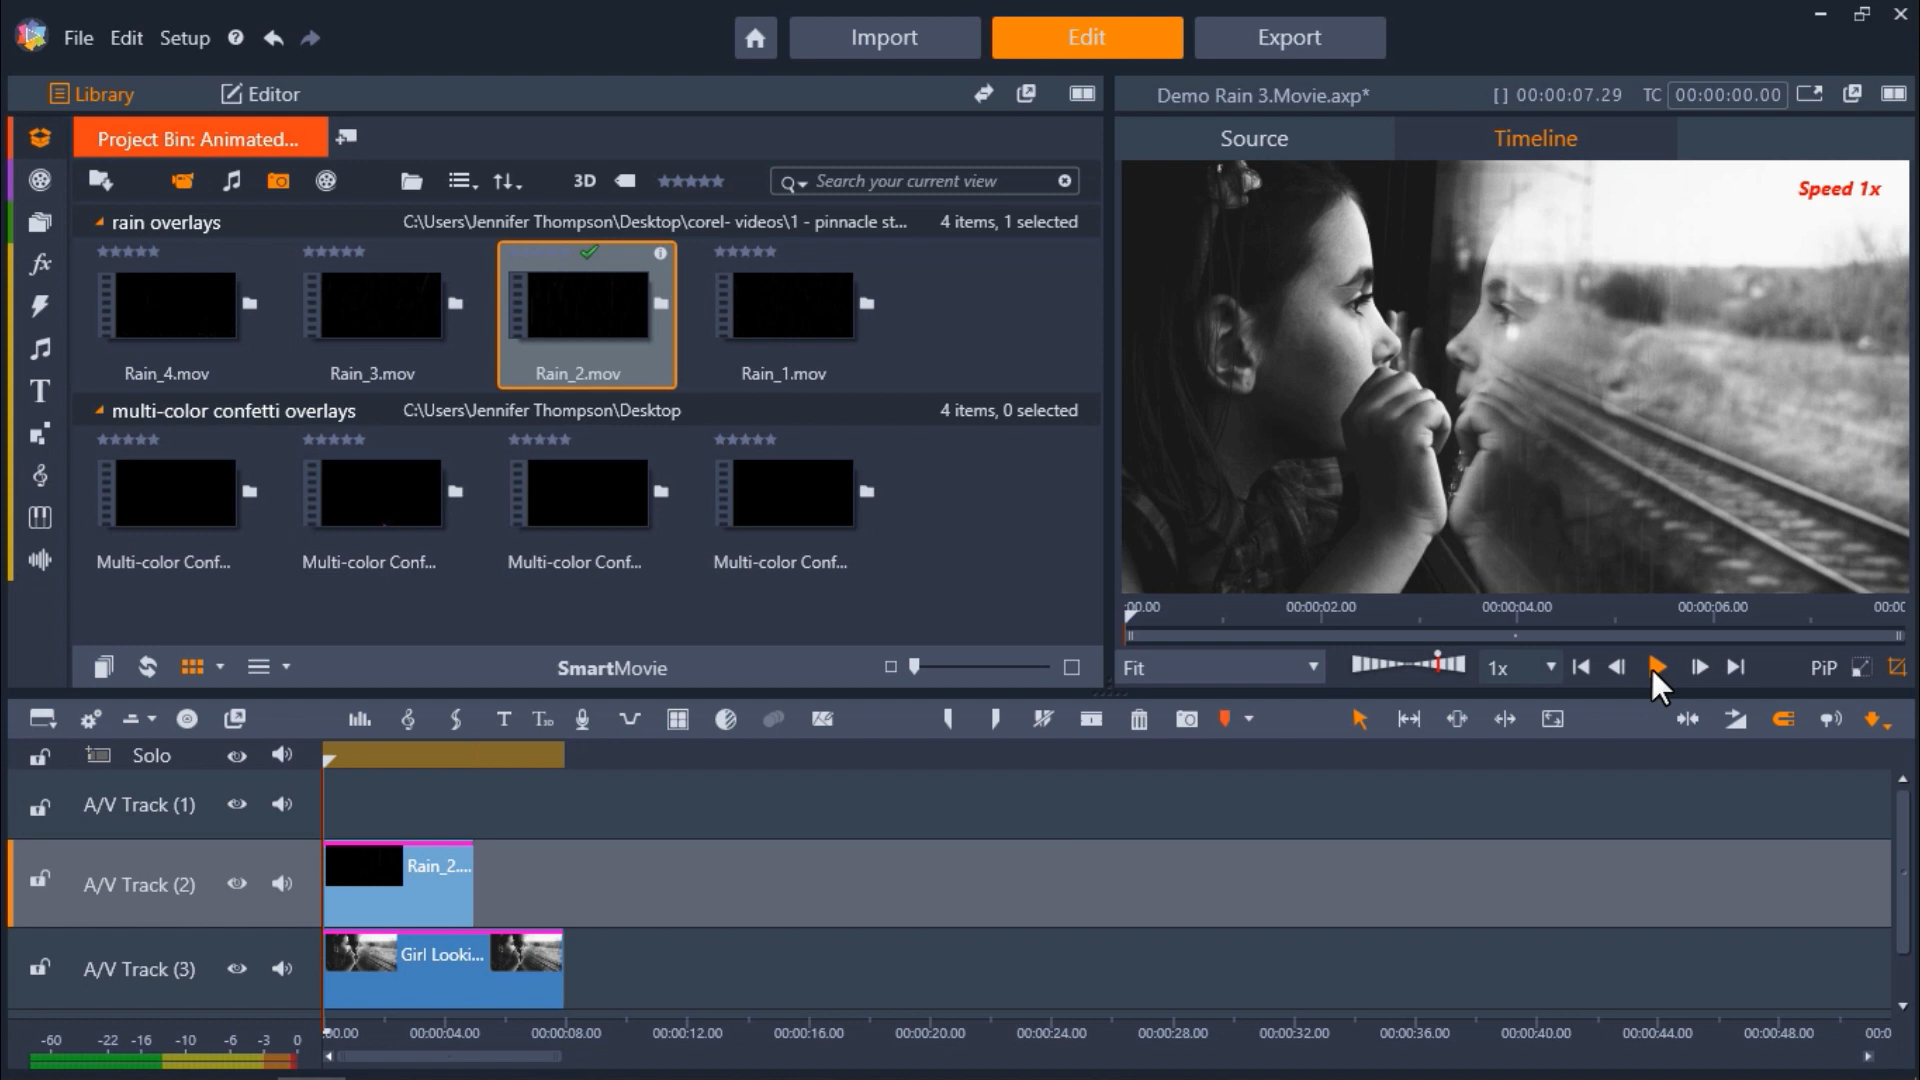 File Edit Setup
Import Edit Export
Library Editor
Demo Rain 3.Movie.axp* [ ] 00:00:07.29 TC 00:00:00.00
Project Bin: Animated...
Source Timeline
3D Search your current view
Speed 1x
rain overlays C:\Users\Jennifer Thompson\Desktop\corel- videos\1 - pinnacle st... 4 items, 1 selected
Rain_4.mov Rain_3.mov Rain_2.mov Rain_1.mov
multi-color confetti overlays C:\Users\Jennifer Thompson\Desktop 4 items, 0 selected
Multi-color Conf... Multi-color Conf... Multi-color Conf... Multi-color Conf...
:00.00 00:00:02.00 00:00:04.00 00:00:06.00 00:00
SmartMovie
Fit 1x PiP
Solo
A/V Track (1)
A/V Track (2) Rain_2....
A/V Track (3) Girl Looki...
-60 -22 -16 -10 -6 -3 0
:00.00 00:00:04.00 00:00:08.00 00:00:12.00 00:00:16.00 00:00:20.00 00:00:24.00 00:00:28.00 00:00:32.00 00:00:36.00 00:00:40.00 00:00:44.00 00:00:48.00 00:0